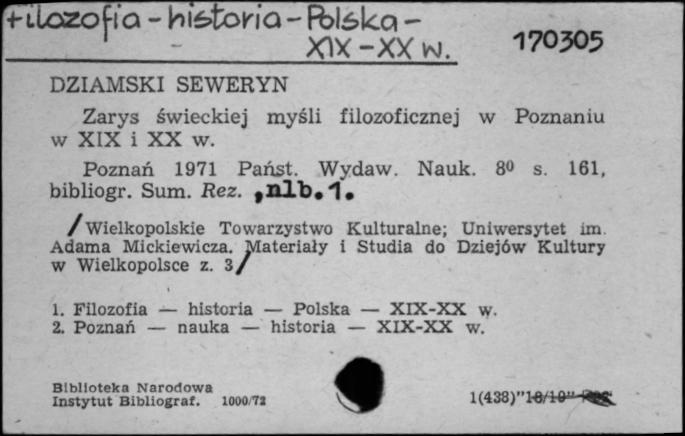 Filozofia - historia - Polska -
XIX - XX w.
170305
DZIAMSKI SEWERYN
Zarys świeckiej myśli filozoficznej w Poznaniu
w XIX i XX w.
Poznań 1971 Państ. Wydaw. Nauk. 8⁰ s. 161,
bibliogr. Sum. Rez. ,nlb.1.
/Wielkopolskie Towarzystwo Kulturalne; Uniwersytet im.
Adama Mickiewicza. Materiały i Studia do Dziejów Kultury
w Wielkopolsce z. 3/
1. Filozofia — historia — Polska — XIX-XX w.
2. Poznań — nauka — historia — XIX-XX w.
Biblioteka Narodowa
Instytut Bibliograf. 1000/72
1(438)"18/19"